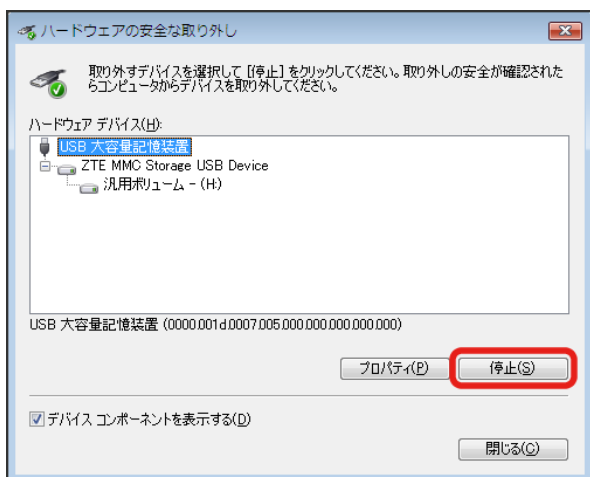 ハードウェアの安全な取り外し
取り外すデバイスを選択して [停止] をクリックしてください。取り外しの安全が確認された
らコンピュータからデバイスを取り外してください。
ハードウェア デバイス(H):
USB 大容量記憶装置
ZTE MMC Storage USB Device
汎用ボリューム - (H:)
USB 大容量記憶装置 (0000.001d.0007.005.000.000.000.000.000)
プロパティ(P)
停止(S)
デバイス コンポーネントを表示する(D)
閉じる(C)